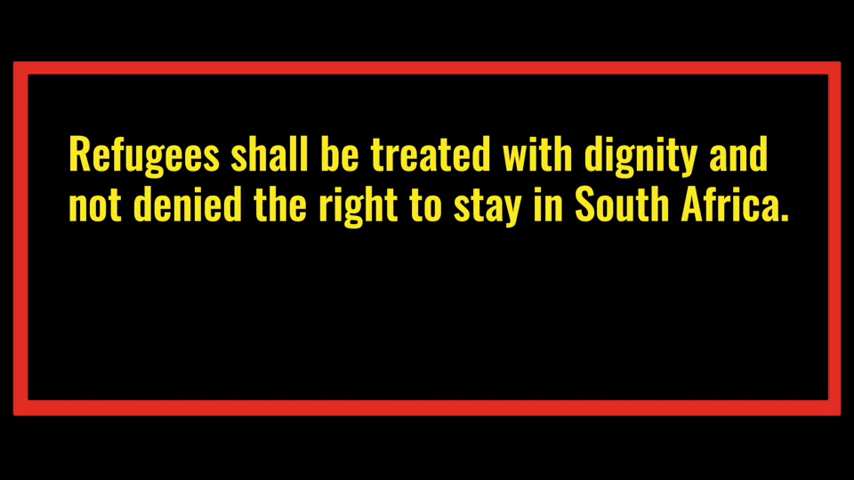 Refugees shall be treated with dignity and
not denied the right to stay in South Africa.